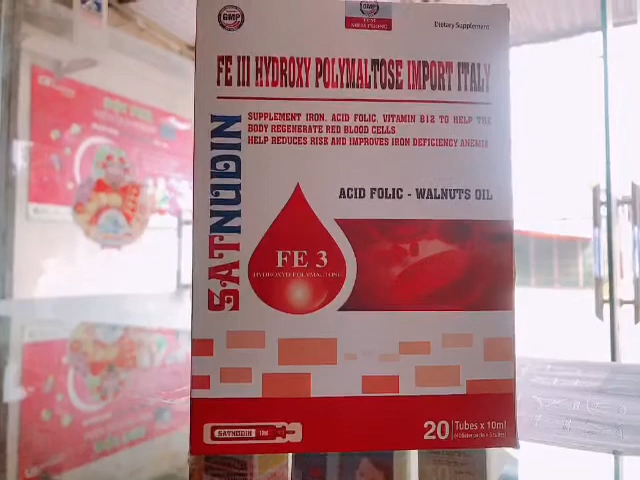 GMP
GMP
Dietary Supplement
FE III HYDROXY POLYMALTOSE IMPORT ITALY
SUPPLEMENT IRON, ACID FOLIC, VITAMIN B12 TO HELP THE
BODY REGENERATE RED BLOOD CELLS
HELP REDUCES RISK AND IMPROVES IRON DEFICIENCY ANEMIA
SATNUDIN
ACID FOLIC - WALNUTS OIL
FE 3
SATNUDIN 10ml
20 Tubes x 10ml